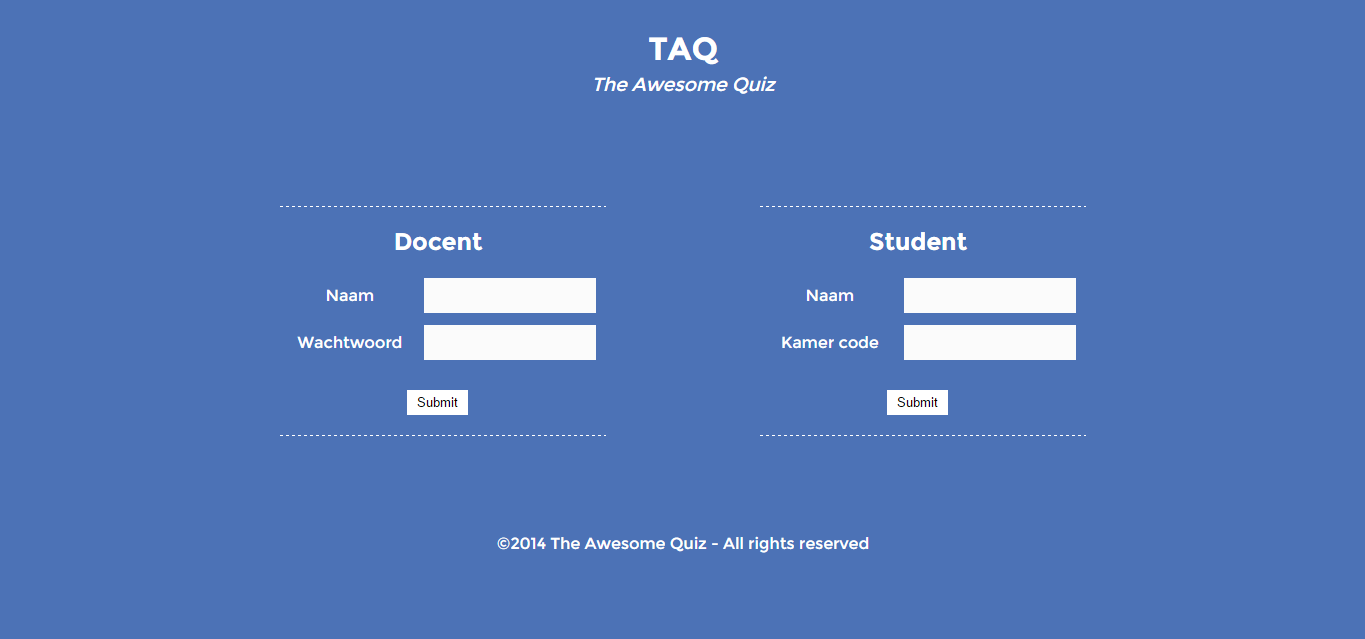 TAQ
The Awesome Quiz
Docent
Naam
Wachtwoord
Submit
Student
Naam
Kamer code
Submit
©2014 The Awesome Quiz - All rights reserved